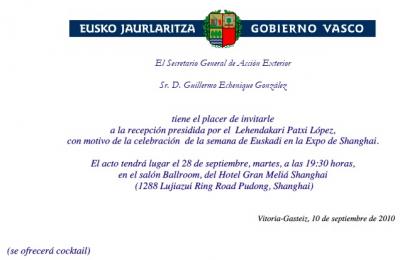 EUSKO JAURLARITZA GOBIERNO VASCO
El Secretario General de Acción Exterior
Sr. D. Guillermo Echenique González
tiene el placer de invitarle
a la recepción presidida por el Lehendakari Patxi López,
con motivo de la celebración de la semana de Euskadi en la Expo de Shanghai.
El acto tendrá lugar el 28 de septiembre, martes, a las 19:30 horas,
en el salón Ballroom, del Hotel Gran Meliá Shanghai
(1288 Lujiazui Ring Road Pudong, Shanghai)
Vitoria-Gasteiz, 10 de septiembre de 2010
(se ofrecerá cocktail)